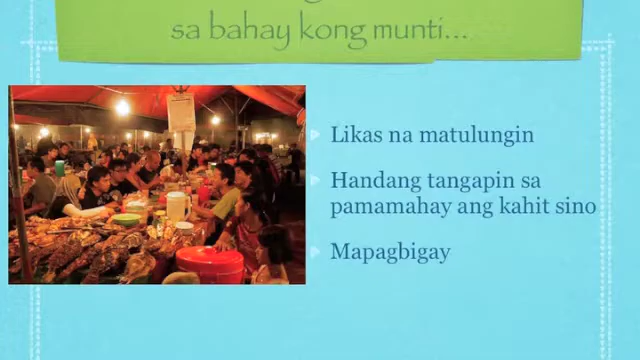 sa bahay kong munti...
Likas na matulungin
Handang tangapin sa
pamamahay ang kahit sino
Mapagbigay